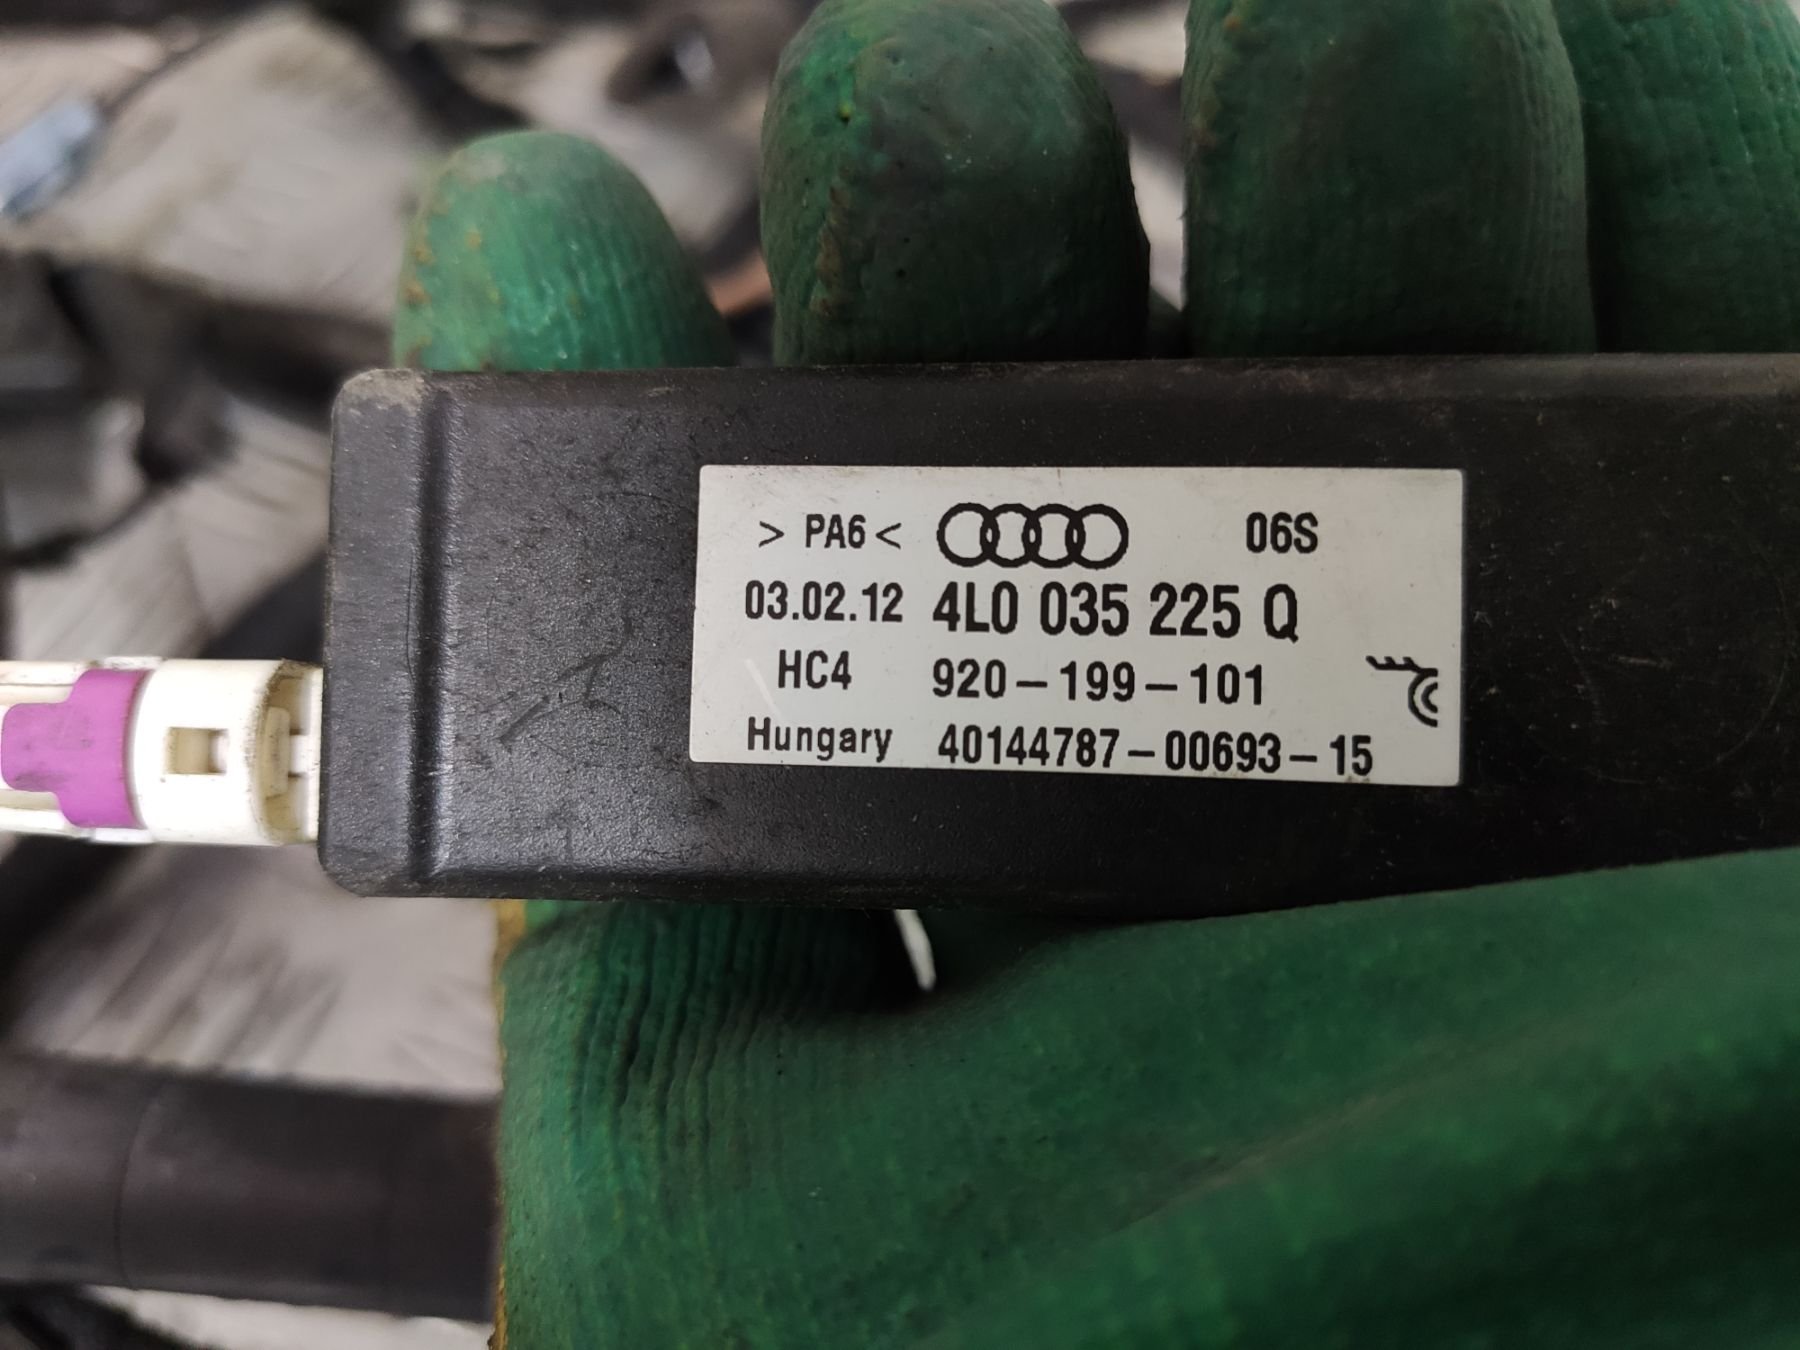 > PA6 < 06S
03.02.12 4L0 035 225 Q
HC4 920-199-101
Hungary 40144787-00693-15